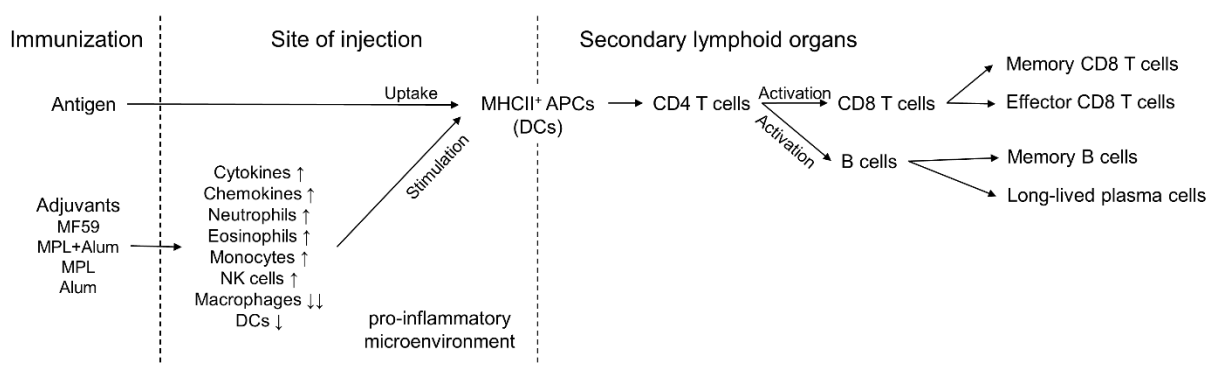 Immunization
Site of injection
Secondary lymphoid organs
Antigen
Uptake
MHCII⁺ APCs
(DCs)
CD4 T cells
Activation
CD8 T cells
Memory CD8 T cells
Effector CD8 T cells
Activation
B cells
Memory B cells
Long-lived plasma cells
Stimulation
Adjuvants
MF59
MPL+Alum
MPL
Alum
Cytokines ↑
Chemokines ↑
Neutrophils ↑
Eosinophils ↑
Monocytes ↑
NK cells ↑
Macrophages ↓↓
DCs ↓
pro-inflammatory
microenvironment